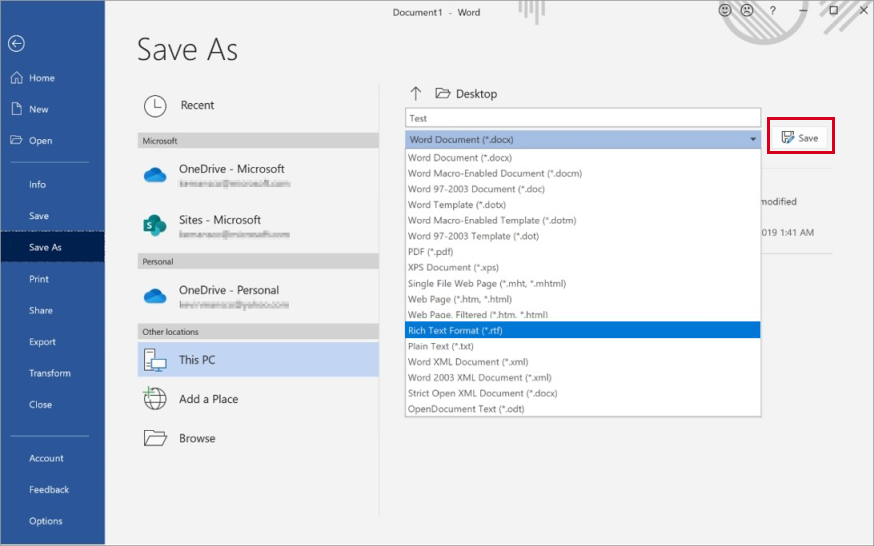 Document1 - Word
?
Save As
Home
New
Open
Info
Save
Save As
Print
Share
Export
Transform
Close
Account
Feedback
Options
Recent
Microsoft
OneDrive - Microsoft
Sites - Microsoft
Personal
OneDrive - Personal
Other locations
This PC
Add a Place
Browse
Desktop
Test
Word Document (*.docx)
Save
Word Document (*.docx)
Word Macro-Enabled Document (*.docm)
Word 97-2003 Document (*.doc)
Word Template (*.dotx)
Word Macro-Enabled Template (*.dotm)
Word 97-2003 Template (*.dot)
PDF (*.pdf)
XPS Document (*.xps)
Single File Web Page (*.mht, *.mhtml)
Web Page (*.htm, *.html)
Web Page, Filtered (*.htm, *.html)
Rich Text Format (*.rtf)
Plain Text (*.txt)
Word XML Document (*.xml)
Word 2003 XML Document (*.xml)
Strict Open XML Document (*.docx)
OpenDocument Text (*.odt)
modified
019 1:41 AM